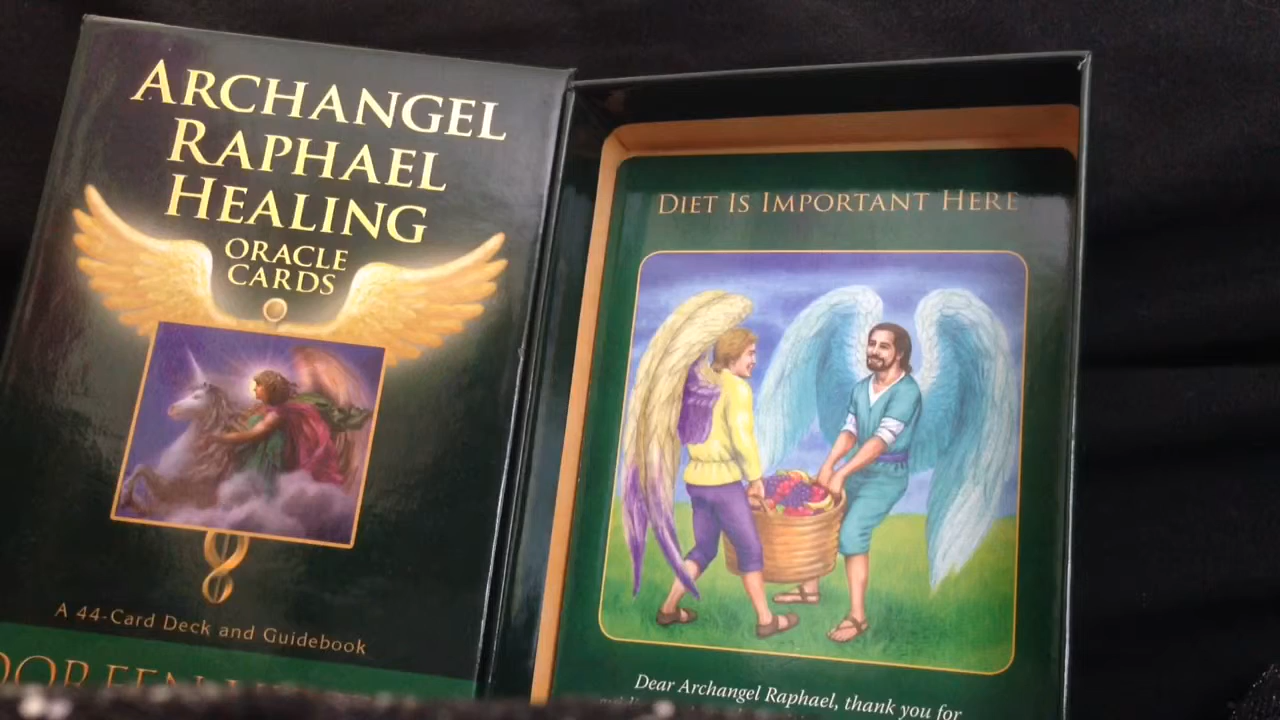 ARCHANGEL
RAPHAEL
HEALING
ORACLE
CARDS
A 44-Card Deck and Guidebook
DOREEN
DIET IS IMPORTANT HERE
Dear Archangel Raphael, thank you for